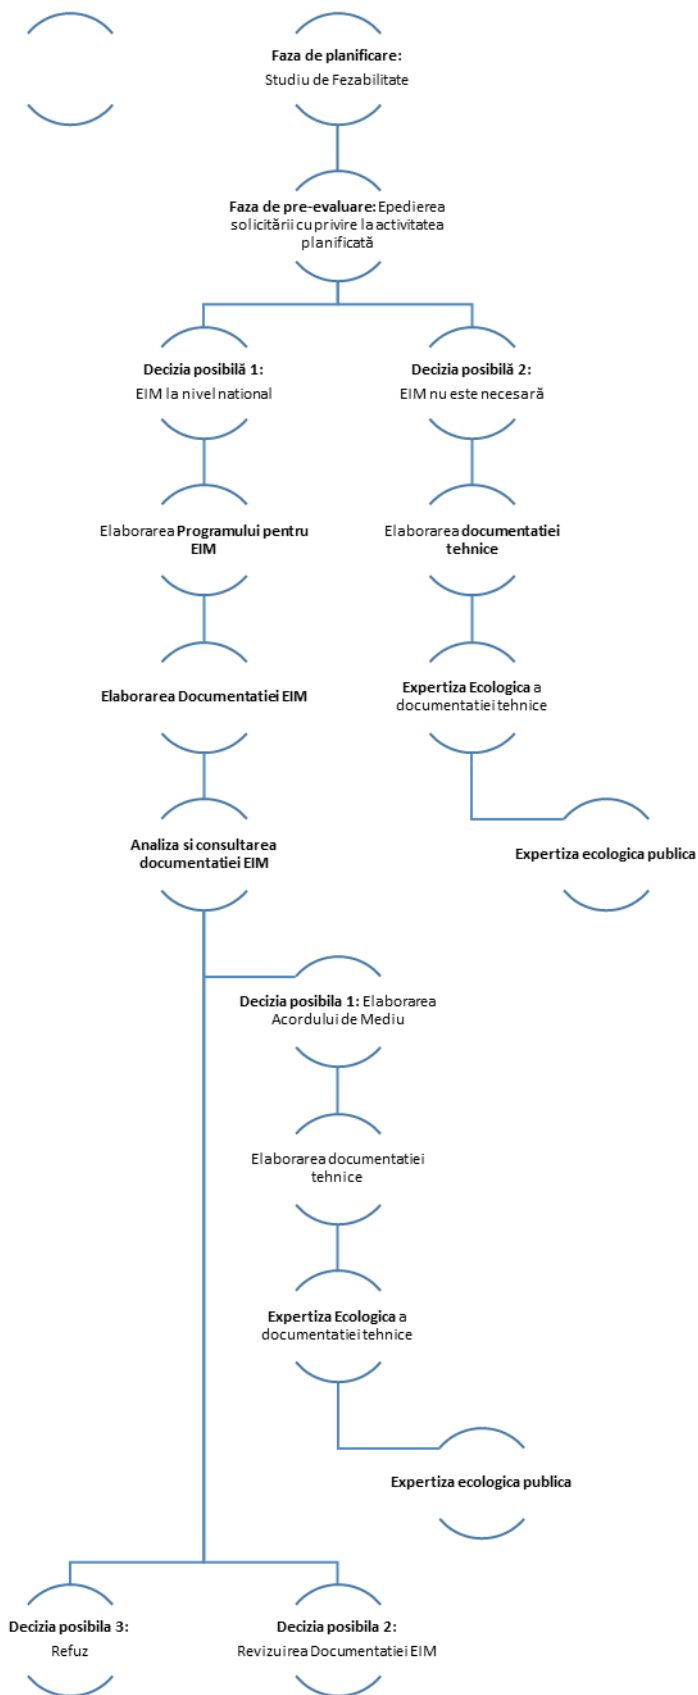 Faza de planificare:
Studiu de Fezabilitate
Faza de pre-evaluare: Epedierea
solicitării cu privire la activitatea
planificată
Decizia posibilă 1:
EIM la nivel national
Decizia posibilă 2:
EIM nu este necesară
Elaborarea Programului pentru
EIM
Elaborarea documentatiei
tehnice
Elaborarea Documentatiei EIM
Expertiza Ecologica a
documentatiei tehnice
Analiza si consultarea
documentatiei EIM
Expertiza ecologica publica
Decizia posibila 1: Elaborarea
Acordului de Mediu
Elaborarea documentatiei
tehnice
Expertiza Ecologica a
documentatiei tehnice
Expertiza ecologica publica
Decizia posibila 3:
Refuz
Decizia posibila 2:
Revizuirea Documentatiei EIM